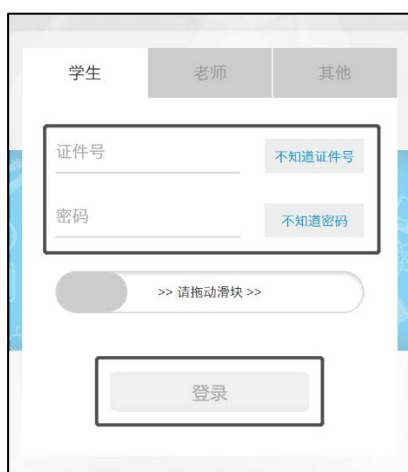 学生 老师 其他
证件号 不知道证件号
密码 不知道密码
>> 请拖动滑块 >>
登录